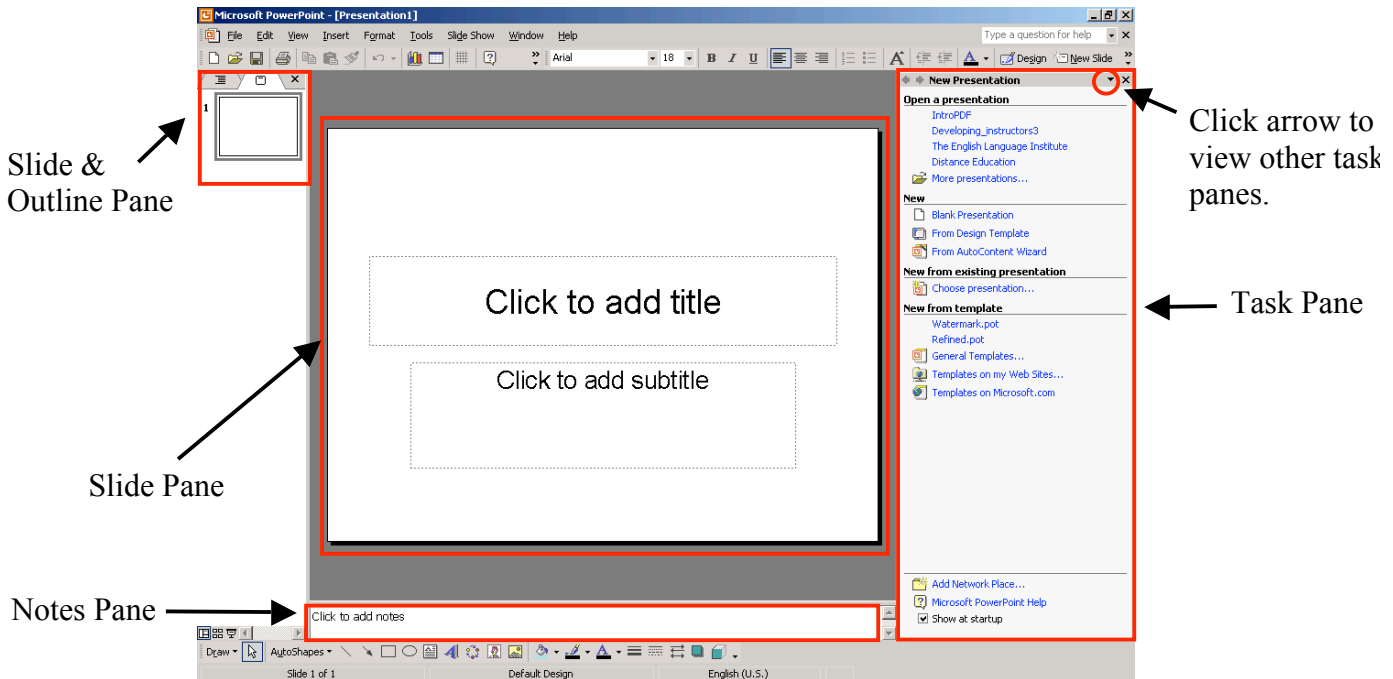 Microsoft PowerPoint - [Presentation1]
File Edit View Insert Format Tools Slide Show Window Help
Type a question for help
Arial 18 B I U A A Design New Slide
1
New Presentation
Open a presentation
IntroPDF
Developing_instructors3
The English Language Institute
Distance Education
More presentations...
New
Blank Presentation
From Design Template
From AutoContent Wizard
New from existing presentation
Choose presentation...
New from template
Watermark.pot
Refined.pot
General Templates...
Templates on my Web Sites...
Templates on Microsoft.com
Add Network Place...
Microsoft PowerPoint Help
Show at startup
Click to add title
Click to add subtitle
Click to add notes
Draw AutoShapes A
Slide 1 of 1 Default Design English (U.S.)
Slide &
Outline Pane
Slide Pane
Notes Pane
Click arrow to
view other task
panes.
Task Pane